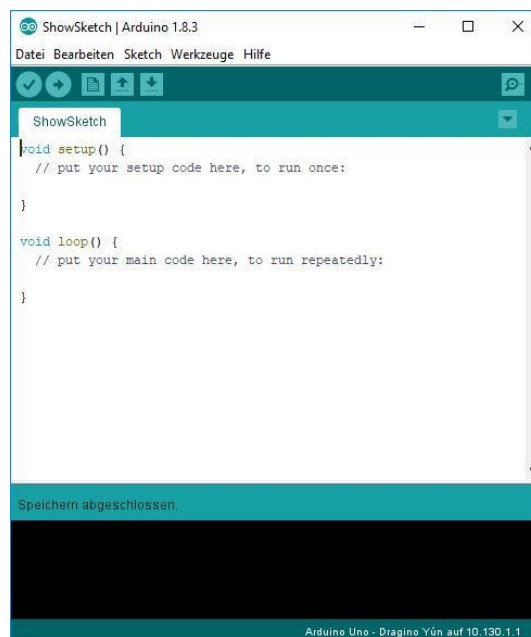 ShowSketch | Arduino 1.8.3
Datei Bearbeiten Sketch Werkzeuge Hilfe
ShowSketch
void setup() {
  // put your setup code here, to run once:
}
void loop() {
  // put your main code here, to run repeatedly:
}
Speichern abgeschlossen.
Arduino Uno - Dragino Yún auf 10.130.1.1